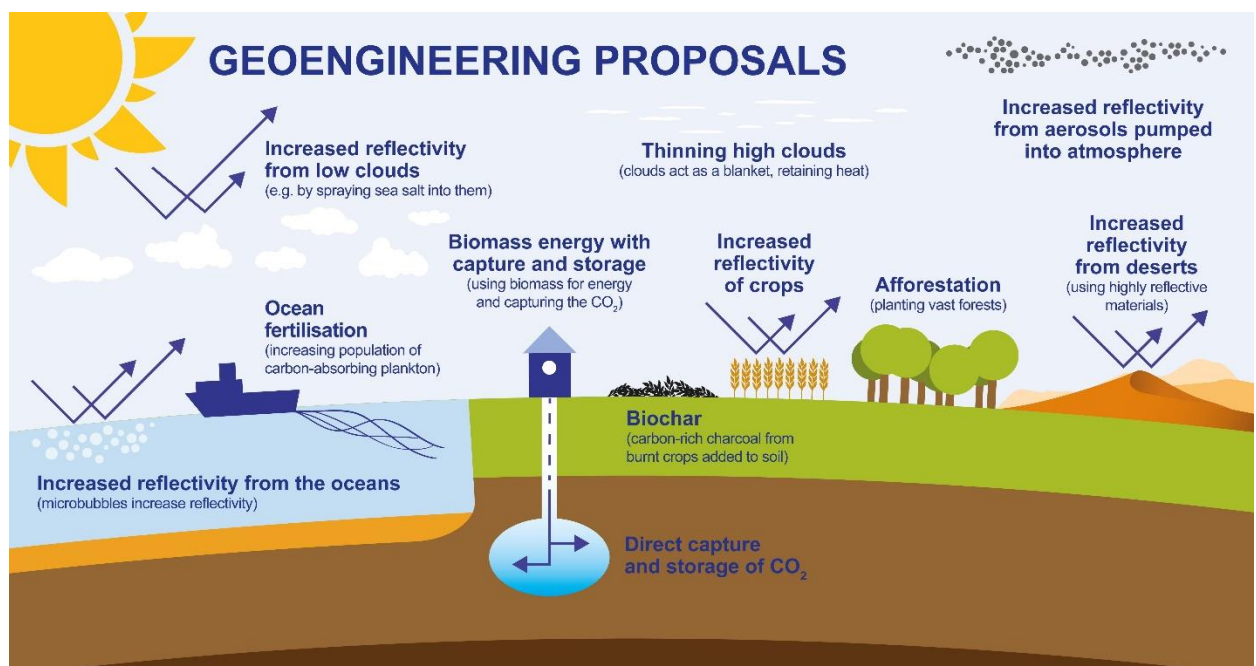 GEOENGINEERING PROPOSALS
Increased reflectivity
from low clouds
(e.g. by spraying sea salt into them)
Thinning high clouds
(clouds act as a blanket, retaining heat)
Increased reflectivity
from aerosols pumped
into atmosphere
Biomass energy with
capture and storage
(using biomass for energy
and capturing the CO₂)
Increased
reflectivity
of crops
Afforestation
(planting vast forests)
Increased
reflectivity
from deserts
(using highly reflective
materials)
Ocean
fertilisation
(increasing population of
carbon-absorbing plankton)
Biochar
(carbon-rich charcoal from
burnt crops added to soil)
Increased reflectivity from the oceans
(microbubbles increase reflectivity)
Direct capture
and storage of CO₂